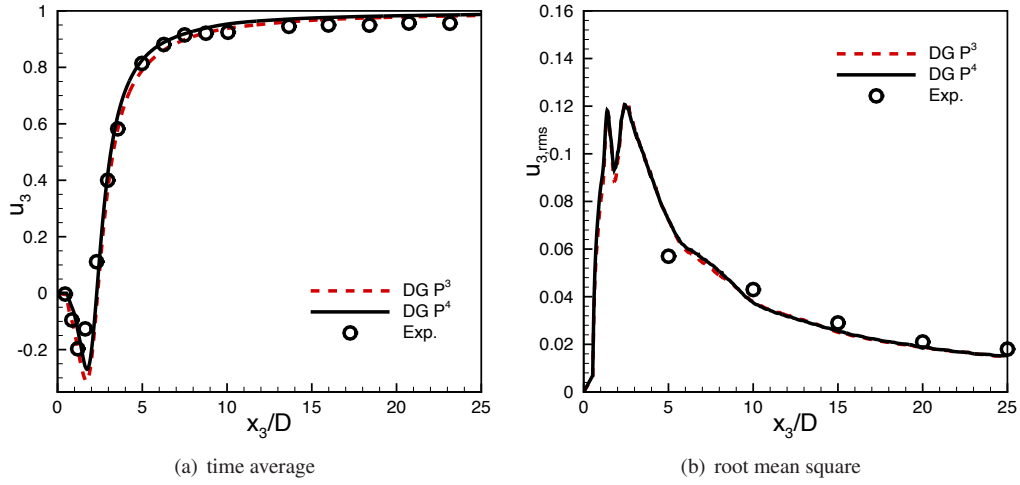 1
0.8
0.6
0.4
0.2
0
-0.2
u3
0 5 10 15 20 25
x3/D
DG P3
DG P4
Exp.
(a) time average
0.16
0.14
0.12
0.1
0.08
0.06
0.04
0.02
0
u3,rms
0 5 10 15 20 25
x3/D
DG P3
DG P4
Exp.
(b) root mean square